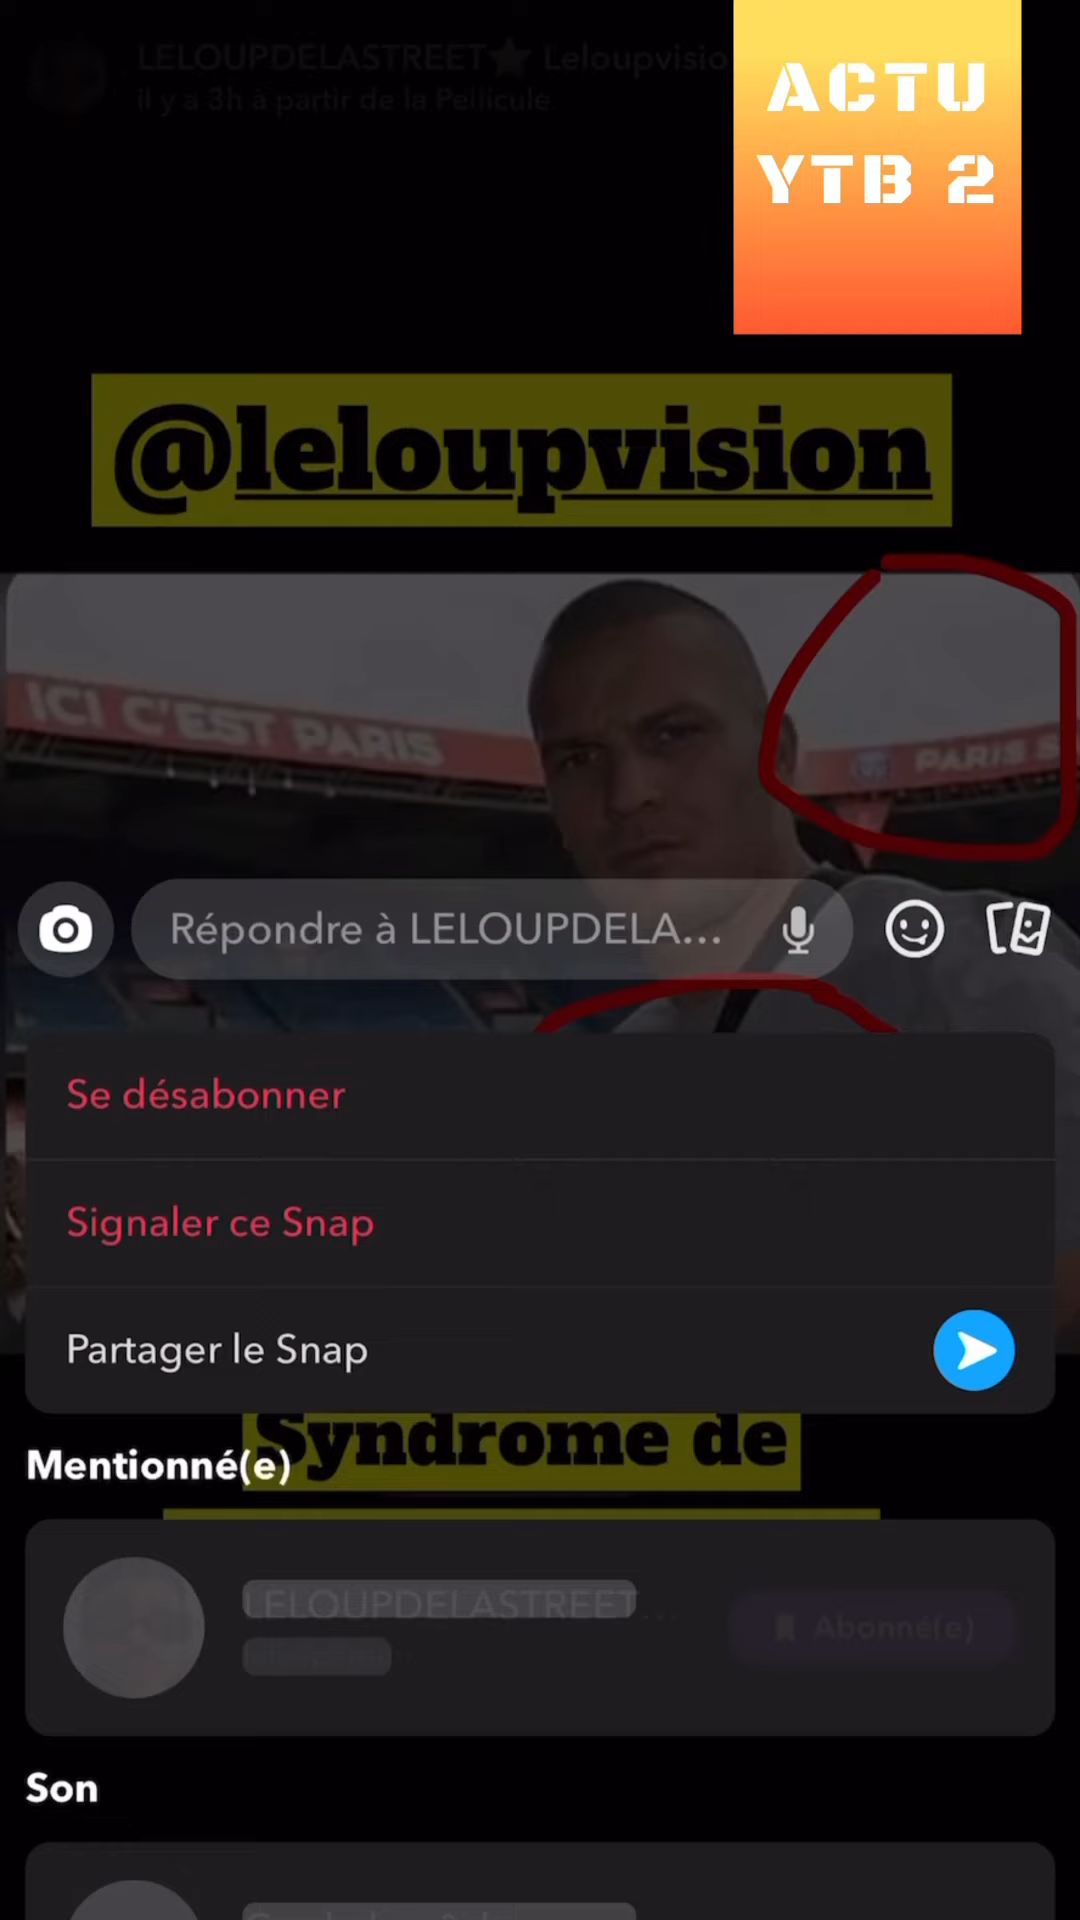 LELOUPDELASTREET★ Leloupvisio
il y a 3h à partir de la Pellicule
ACTU
YTB 2
@leloupvision
ICI C'EST PARIS
PARIS S
Répondre à LELOUPDELA...
Se désabonner
Signaler ce Snap
Partager le Snap
Syndrome de
Mentionné(e)
LELOUPDELASTREET...
Abonné(e)
Son